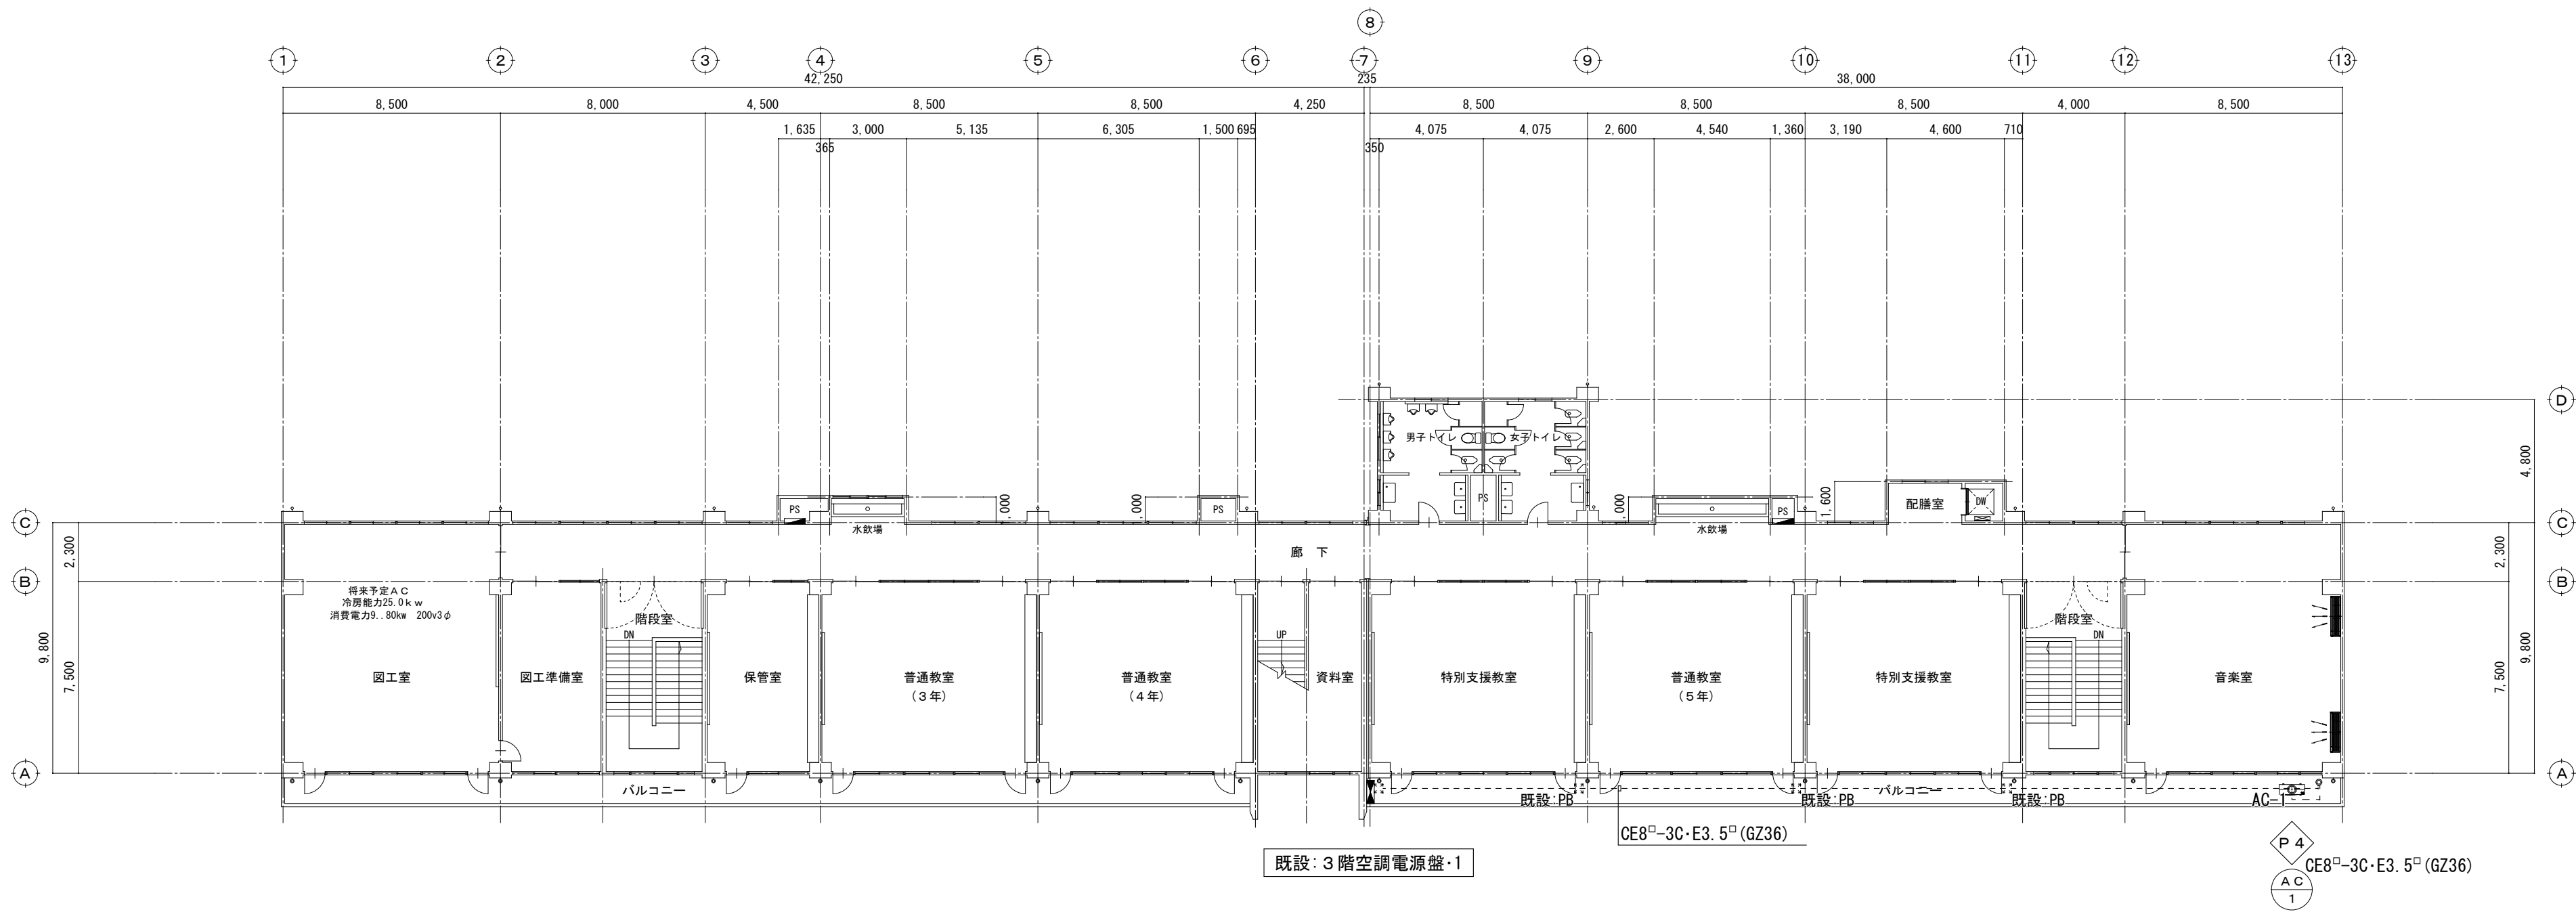 8
1 2 3 4 5 6 7 9 10 11 12 13
42,250 235 38,000
8,500 8,000 4,500 8,500 8,500 4,250 8,500 8,500 8,500 4,000 8,500
1,635 3,000 5,135 6,305 1,500 695 4,075 4,075 2,600 4,540 1,360 3,190 4,600 710
365 350
D
男子トイレ 女子トイレ
4,800
PS PS PS PS
1,600
配膳室 DW
,000 ,000 ,000
C C
水飲場 水飲場
2,300 2,300
廊 下
B B
将来予定AC
冷房能力25.0kw
消費電力9..80kw 200v3φ
階段室 階段室
DN UP DN
9,800 9,800
7,500 7,500
図工室 図工準備室 保管室 普通教室 普通教室 資料室 特別支援教室 普通教室 特別支援教室 音楽室
(3年) (4年) (5年)
A A
バルコニー バルコニー
既設:PB 既設:PB 既設:PB AC-1
CE8□-3C・E3.5□(GZ36)
既設:3階空調電源盤・1
P4
CE8□-3C・E3.5□(GZ36)
AC
1